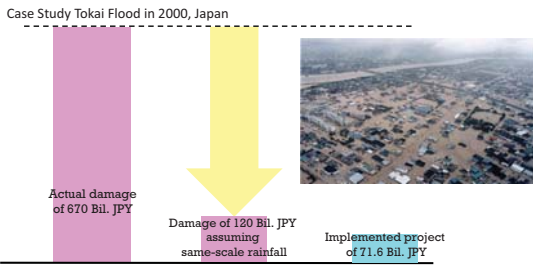 Case Study Tokai Flood in 2000, Japan
Actual damage
of 670 Bil. JPY
Damage of 120 Bil. JPY
assuming
same-scale rainfall
Implemented project
of 71.6 Bil. JPY